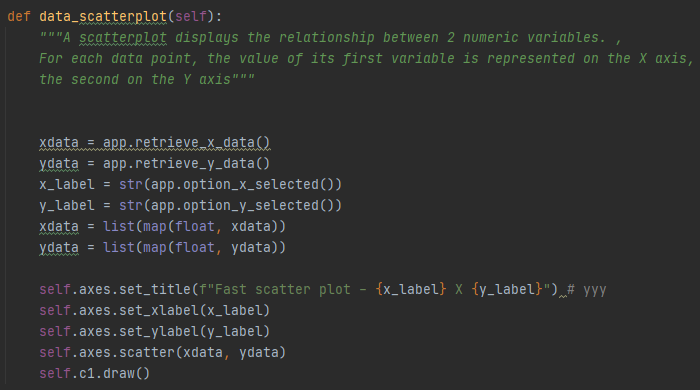 def data_scatterplot(self):
    """A scatterplot displays the relationship between 2 numeric variables. ,
    For each data point, the value of its first variable is represented on the X axis,
    the second on the Y axis"""
    xdata = app.retrieve_x_data()
    ydata = app.retrieve_y_data()
    x_label = str(app.option_x_selected())
    y_label = str(app.option_y_selected())
    xdata = list(map(float, xdata))
    ydata = list(map(float, ydata))
    self.axes.set_title(f"Fast scatter plot - {x_label} X {y_label}") # yyy
    self.axes.set_xlabel(x_label)
    self.axes.set_ylabel(y_label)
    self.axes.scatter(xdata, ydata)
    self.c1.draw()